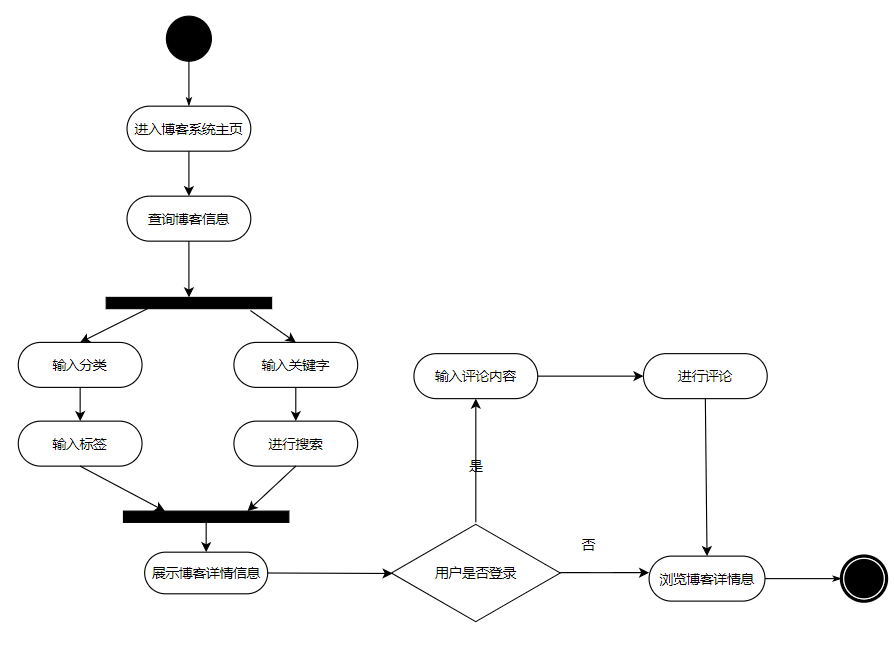 进入博客系统主页
查询博客信息
输入分类
输入关键字
输入评论内容
进行评论
输入标签
进行搜索
是
否
展示博客详情信息
用户是否登录
浏览博客详情息